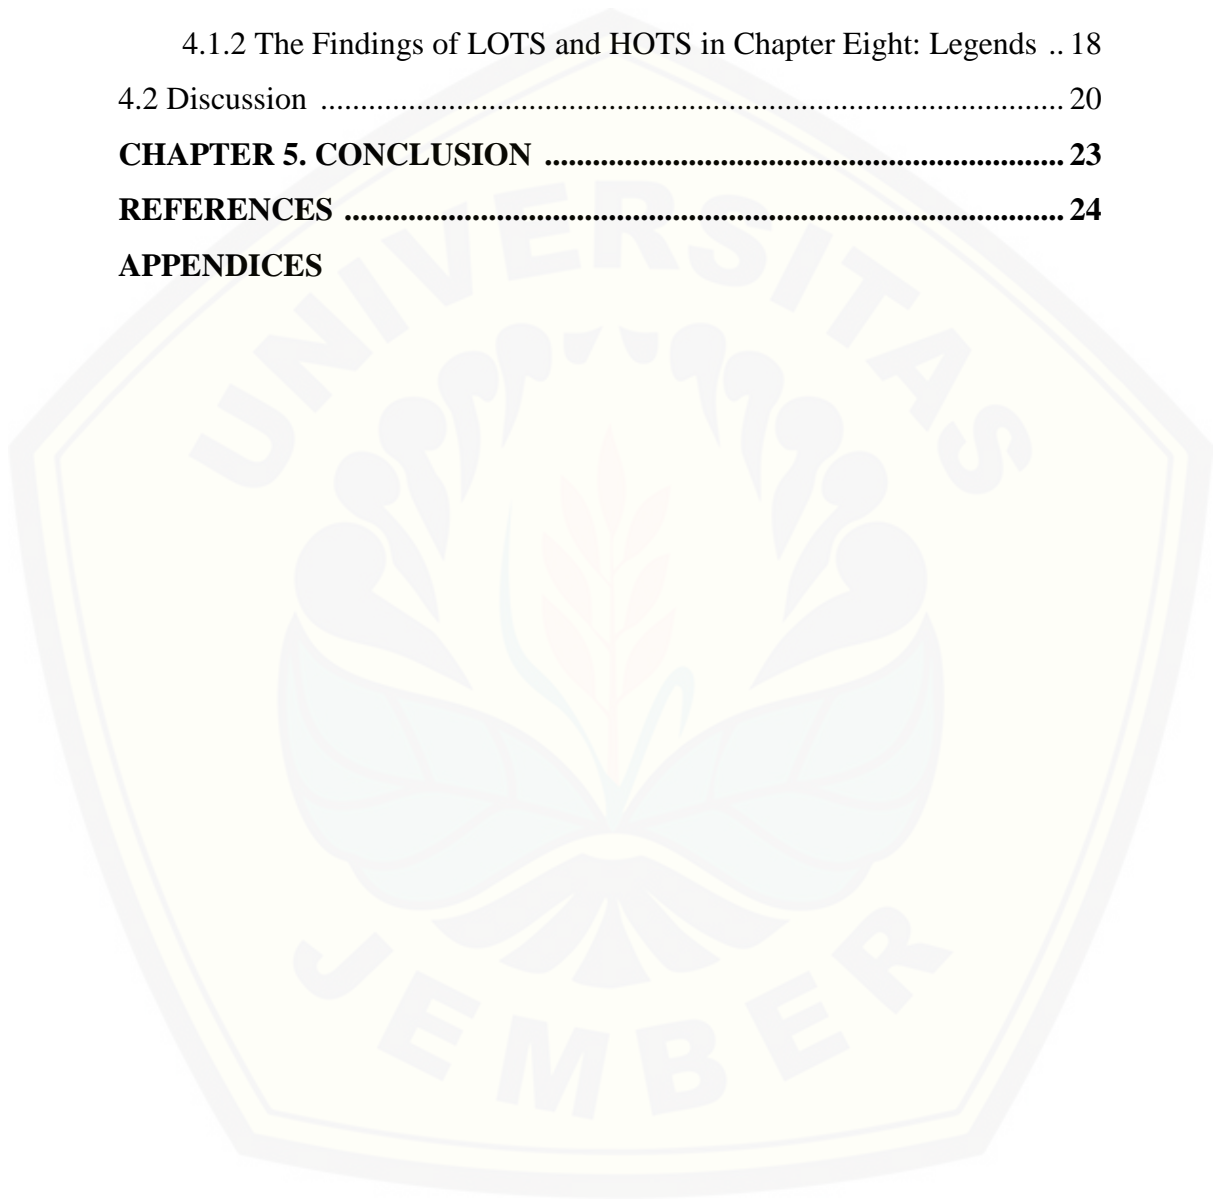 4.1.2 The Findings of LOTS and HOTS in Chapter Eight: Legends .. 18
4.2 Discussion ............................................................................................ 20
CHAPTER 5. CONCLUSION ................................................................ 23
REFERENCES ......................................................................................... 24
APPENDICES
UNIVERSITAS
JEMBER